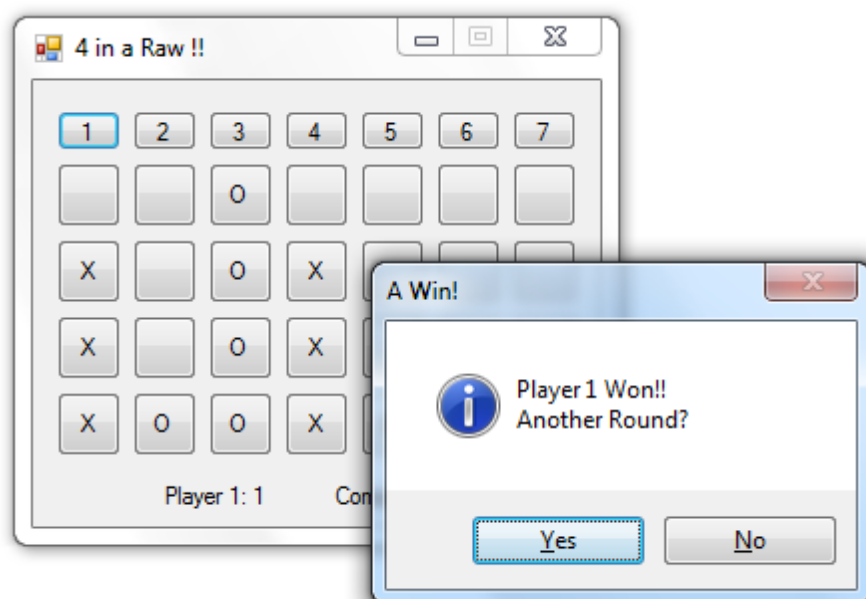 4 in a Raw !!
1 2 3 4 5 6 7
O
X O X
A Win!
X O X
Player 1 Won!!
Another Round?
X O O X
Player 1: 1
Yes No